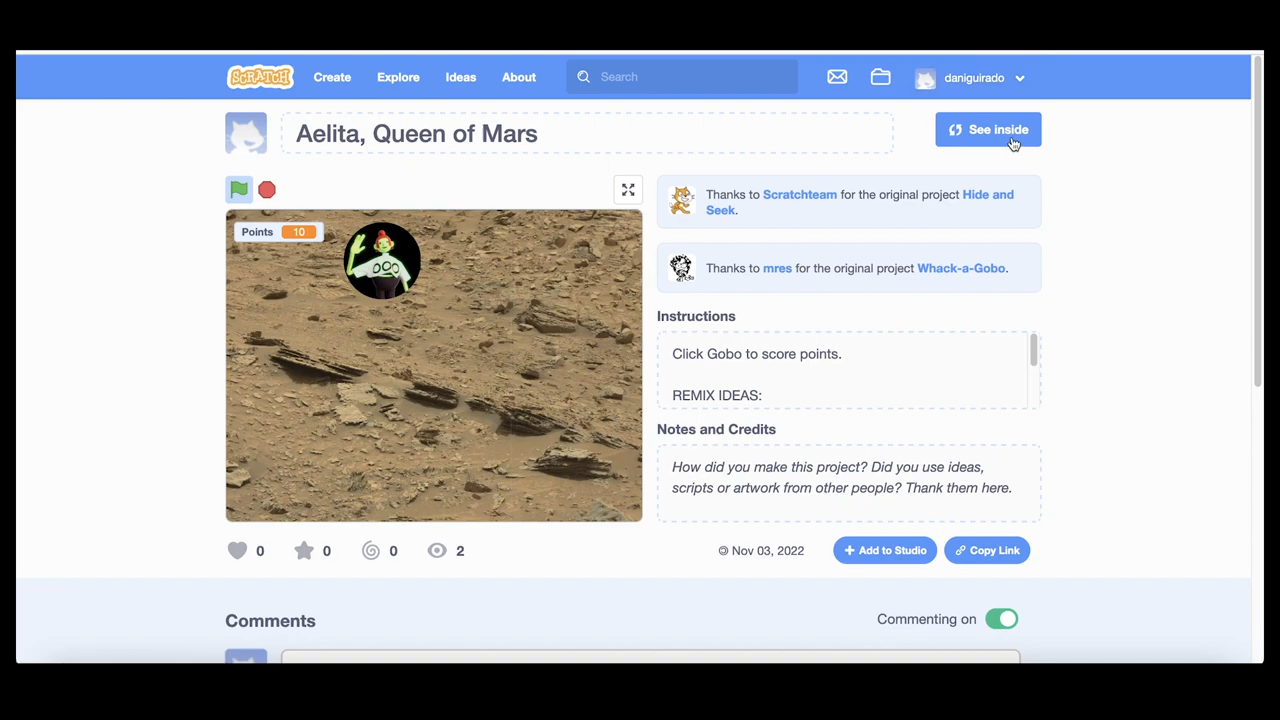 SCRATCH Create Explore Ideas About Search daniguirado
Aelita, Queen of Mars
See inside
Points 10
Thanks to Scratchteam for the original project Hide and
Seek.
Thanks to mres for the original project Whack-a-Gobo.
Instructions
Click Gobo to score points.
REMIX IDEAS:
Notes and Credits
How did you make this project? Did you use ideas,
scripts or artwork from other people? Thank them here.
0 0 0 2
© Nov 03, 2022
Add to Studio
Copy Link
Comments
Commenting on